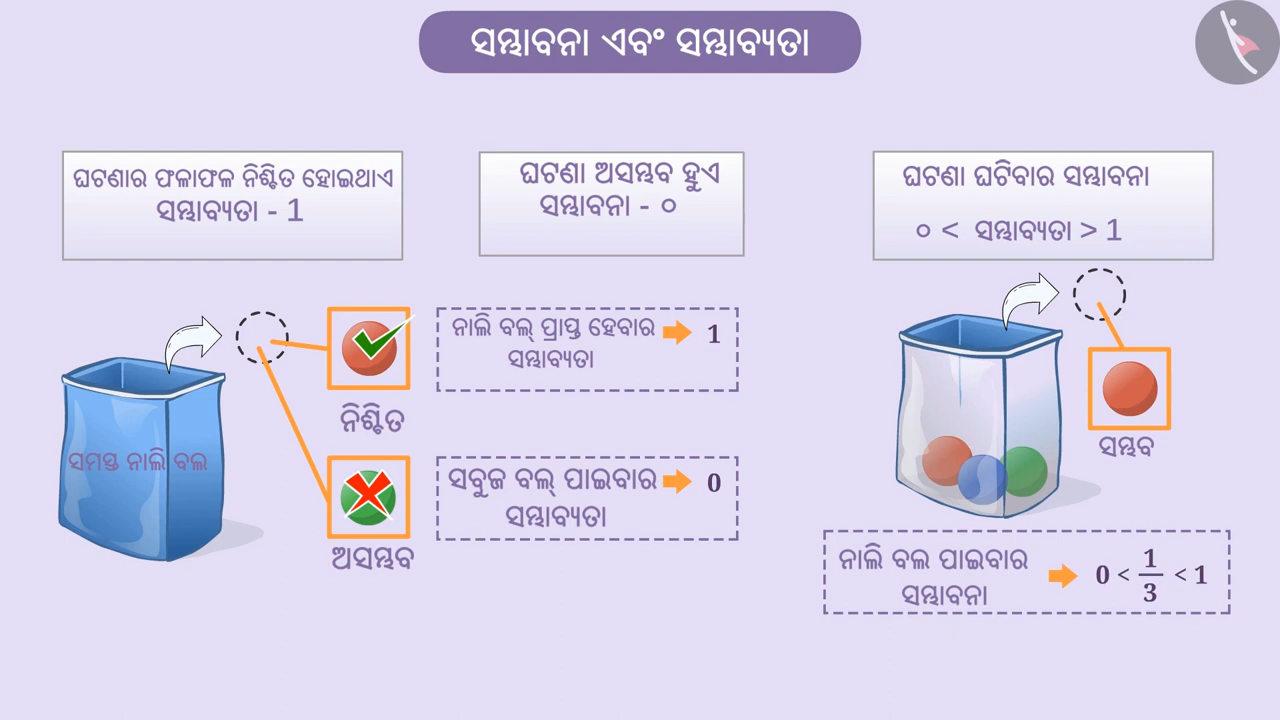 ସମ୍ଭାବନା ଏବଂ ସମ୍ଭାବ୍ୟତା
ଘଟଣାର ଫଳାଫଳ ନିଶ୍ଚିତ ହୋଇଥାଏ
ସମ୍ଭାବ୍ୟତା - 1
ଘଟଣା ଅସମ୍ଭବ ହୁଏ
ସମ୍ଭାବନା - ୦
ଘଟଣା ଘଟିବାର ସମ୍ଭାବନା
୦ < ସମ୍ଭାବ୍ୟତା > 1
ସମସ୍ତ ନାଲି ବଲ
ନିଶ୍ଚିତ
ନାଲି ବଲ୍ ପ୍ରାପ୍ତ ହେବାର
ସମ୍ଭାବ୍ୟତା
1
ଅସମ୍ଭବ
ସବୁଜ ବଲ୍ ପାଇବାର
ସମ୍ଭାବ୍ୟତା
0
ସମ୍ଭବ
ନାଲି ବଲ ପାଇବାର
ସମ୍ଭାବନା
0 < 1/3 < 1